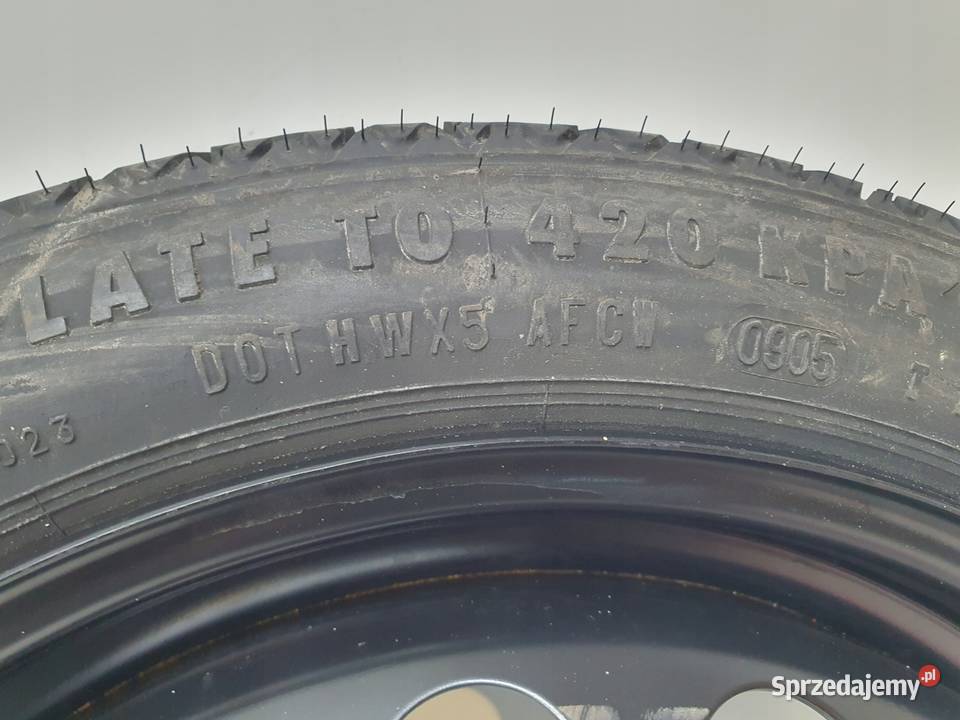 LATE TO 420 KPA
DOT HWX5 AFCW 0905
023
Sprzedajemy.pl